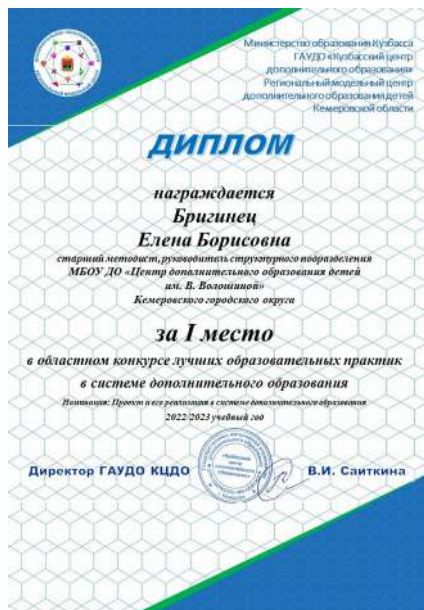 Министерство образования Кузбасса
ГАУДО «Кузбасский центр
дополнительного образования»
Региональный модельный центр
дополнительного образования детей
Кемеровской области
ДИПЛОМ
награждается
Бригинец
Елена Борисовна
старший методист, руководитель структурного подразделения
МБОУ ДО «Центр дополнительного образования детей
им. В. Волошиной»
Кемеровского городского округа
за I место
в областном конкурсе лучших образовательных практик
в системе дополнительного образования
Номинация: Проект и его реализация в системе дополнительного образования
2022/2023 учебный год
Директор ГАУДО КЦДО
В.И. Саиткина